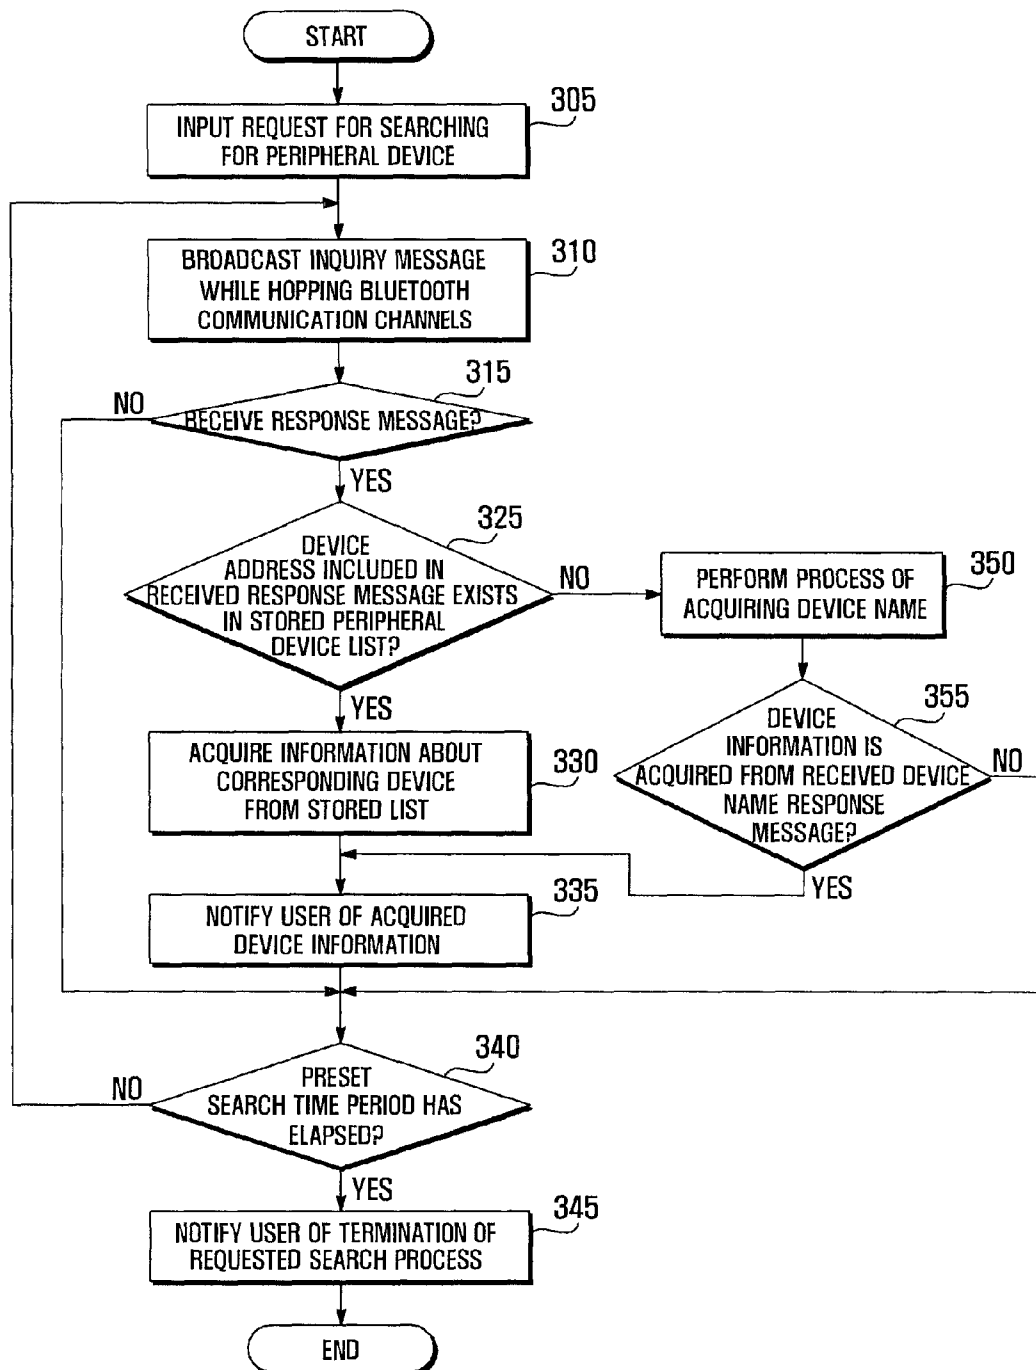 START
305
INPUT REQUEST FOR SEARCHING
FOR PERIPHERAL DEVICE
310
BROADCAST INQUIRY MESSAGE
WHILE HOPPING BLUETOOTH
COMMUNICATION CHANNELS
315
NO
RECEIVE RESPONSE MESSAGE?
YES
325
DEVICE
ADDRESS INCLUDED IN
RECEIVED RESPONSE MESSAGE EXISTS
IN STORED PERIPHERAL
DEVICE LIST?
NO
350
PERFORM PROCESS OF
ACQUIRING DEVICE NAME
YES
355
DEVICE
INFORMATION IS
ACQUIRED FROM RECEIVED DEVICE
NAME RESPONSE
MESSAGE?
NO
YES
330
ACQUIRE INFORMATION ABOUT
CORRESPONDING DEVICE
FROM STORED LIST
335
NOTIFY USER OF ACQUIRED
DEVICE INFORMATION
340
NO
PRESET
SEARCH TIME PERIOD HAS
ELAPSED?
YES
345
NOTIFY USER OF TERMINATION OF
REQUESTED SEARCH PROCESS
END